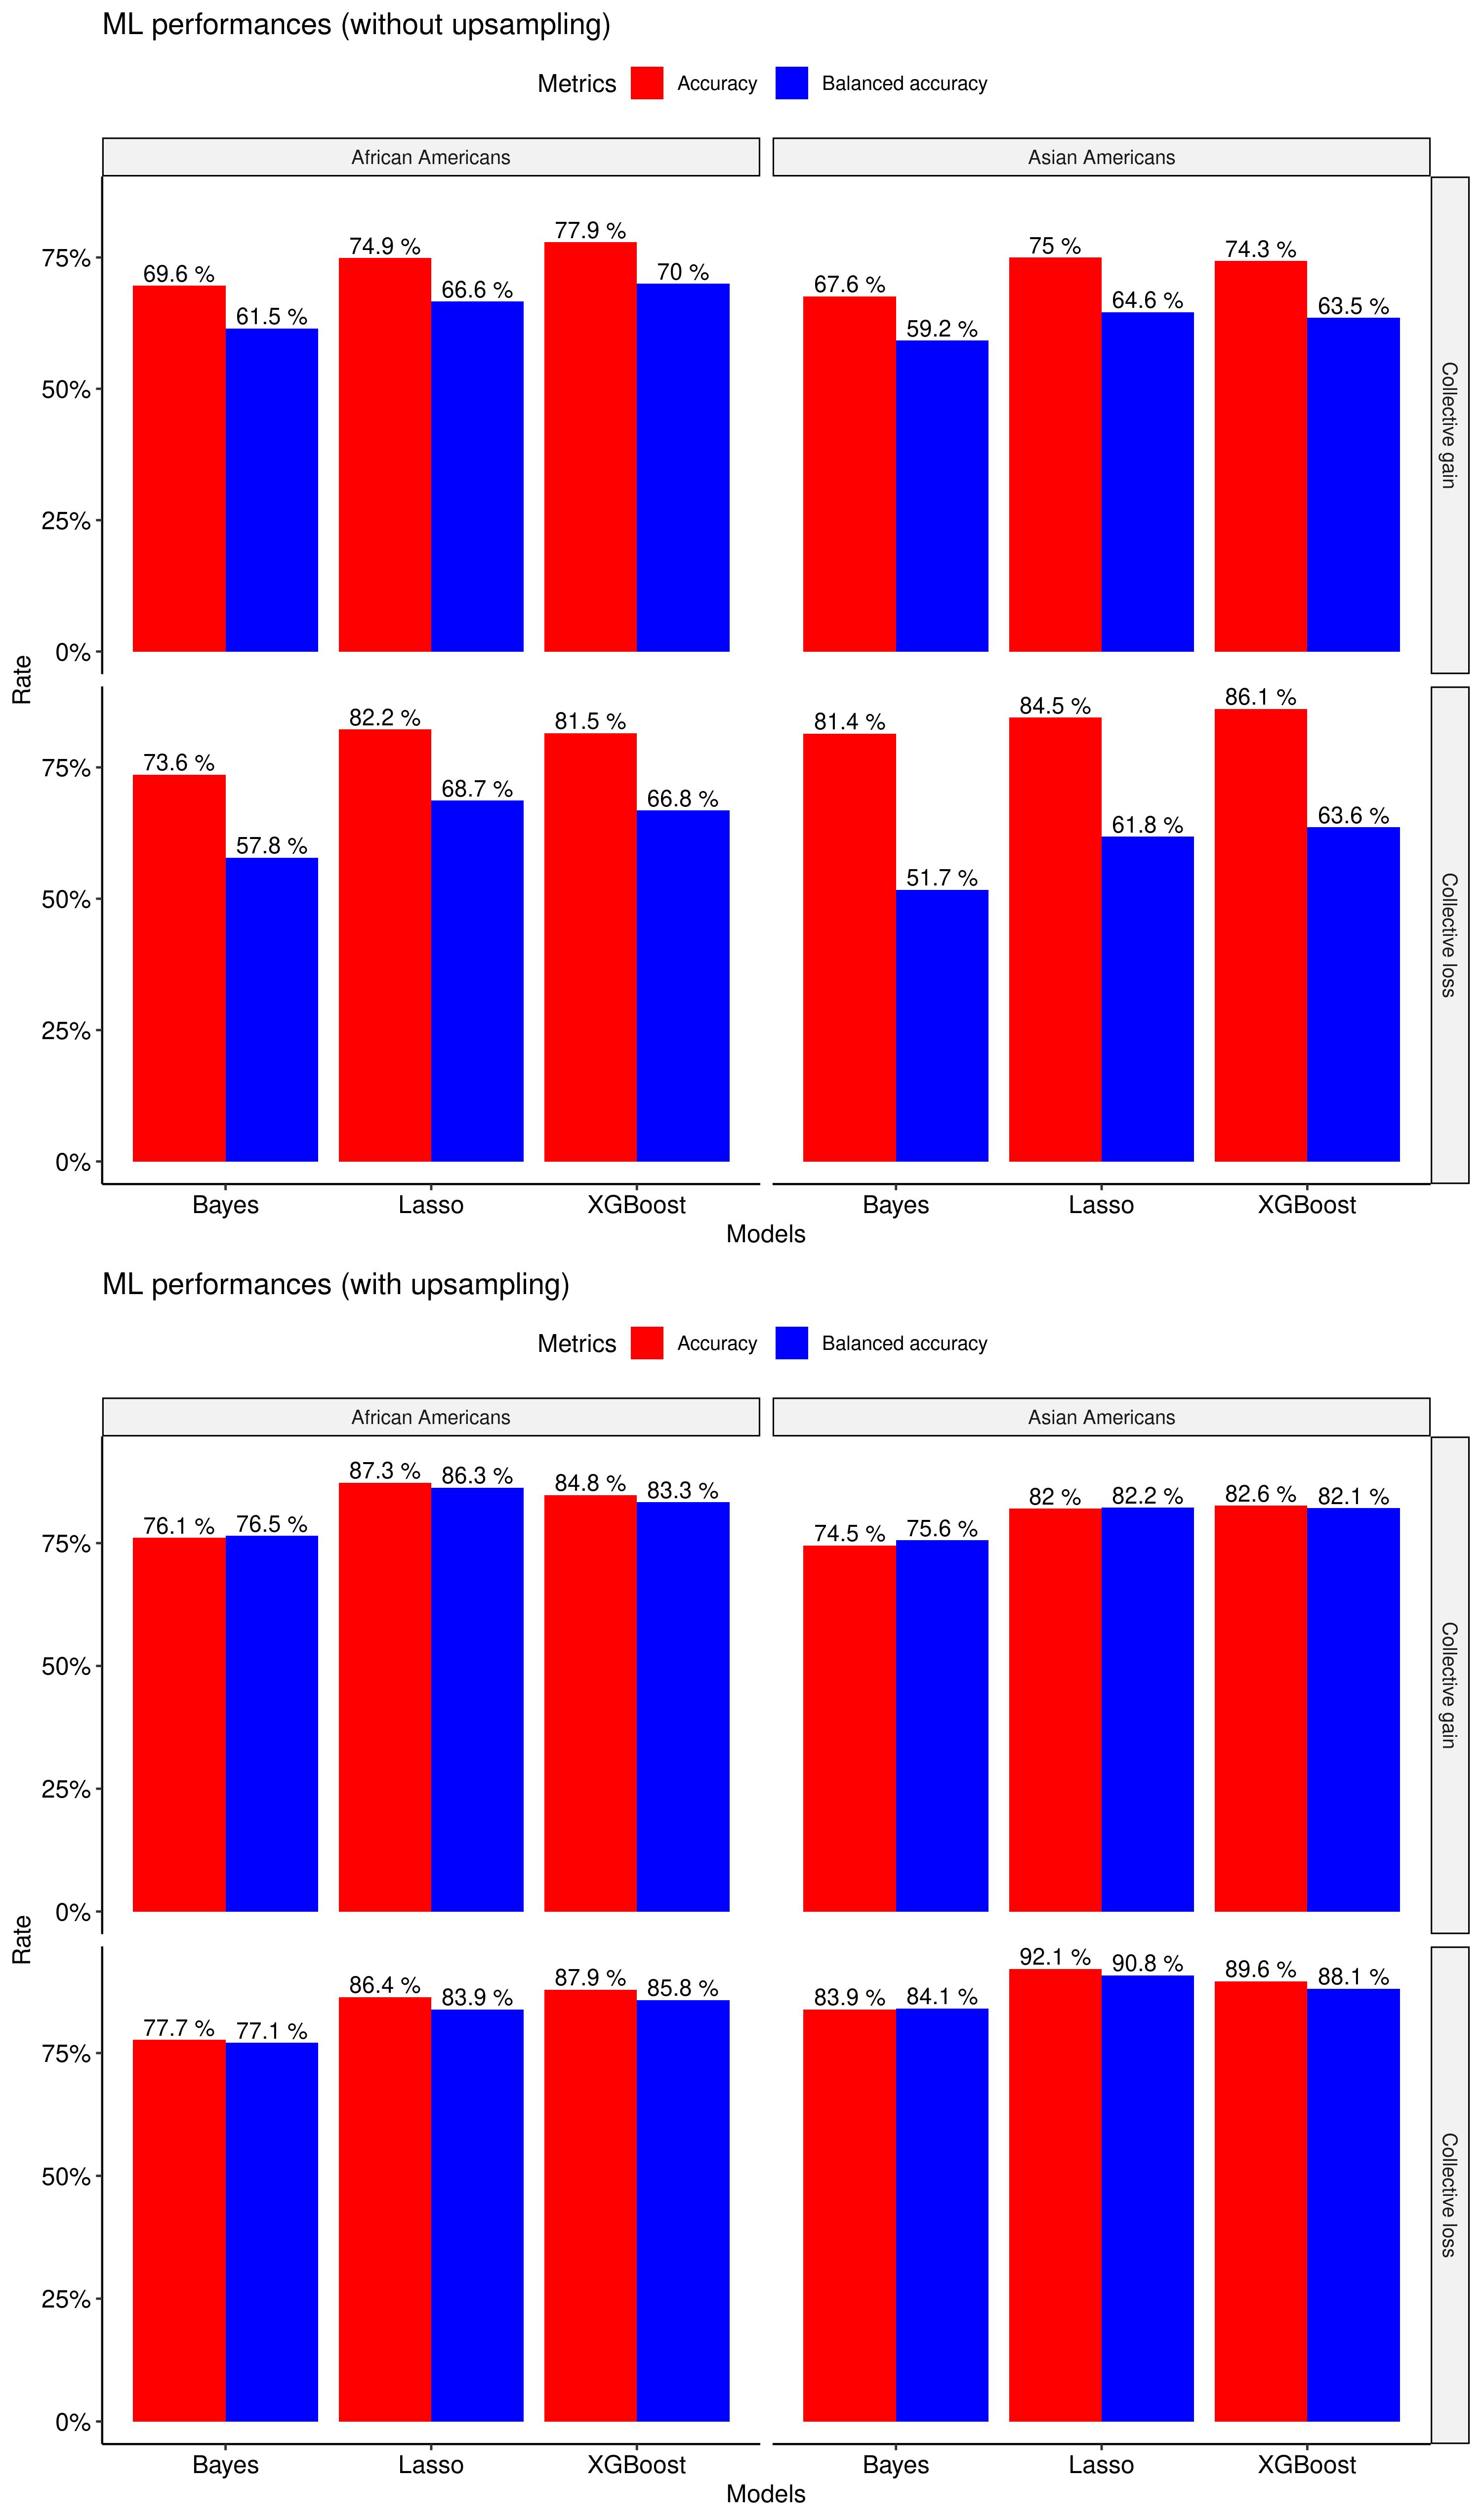 ML performances (without upsampling)
Metrics Accuracy Balanced accuracy
African Americans Asian Americans
69.6 % 61.5 % 74.9 % 66.6 % 77.9 % 70 % 67.6 % 59.2 % 75 % 64.6 % 74.3 % 63.5 %
75%
50%
25%
0%
Collective gain
Rate
73.6 % 57.8 % 82.2 % 68.7 % 81.5 % 66.8 % 81.4 % 51.7 % 84.5 % 61.8 % 86.1 % 63.6 %
75%
50%
25%
0%
Collective loss
Bayes Lasso XGBoost Bayes Lasso XGBoost
Models
ML performances (with upsampling)
Metrics Accuracy Balanced accuracy
African Americans Asian Americans
76.1 % 76.5 % 87.3 % 86.3 % 84.8 % 83.3 % 74.5 % 75.6 % 82 % 82.2 % 82.6 % 82.1 %
75%
50%
25%
0%
Collective gain
Rate
77.7 % 77.1 % 86.4 % 83.9 % 87.9 % 85.8 % 83.9 % 84.1 % 92.1 % 90.8 % 89.6 % 88.1 %
75%
50%
25%
0%
Collective loss
Bayes Lasso XGBoost Bayes Lasso XGBoost
Models